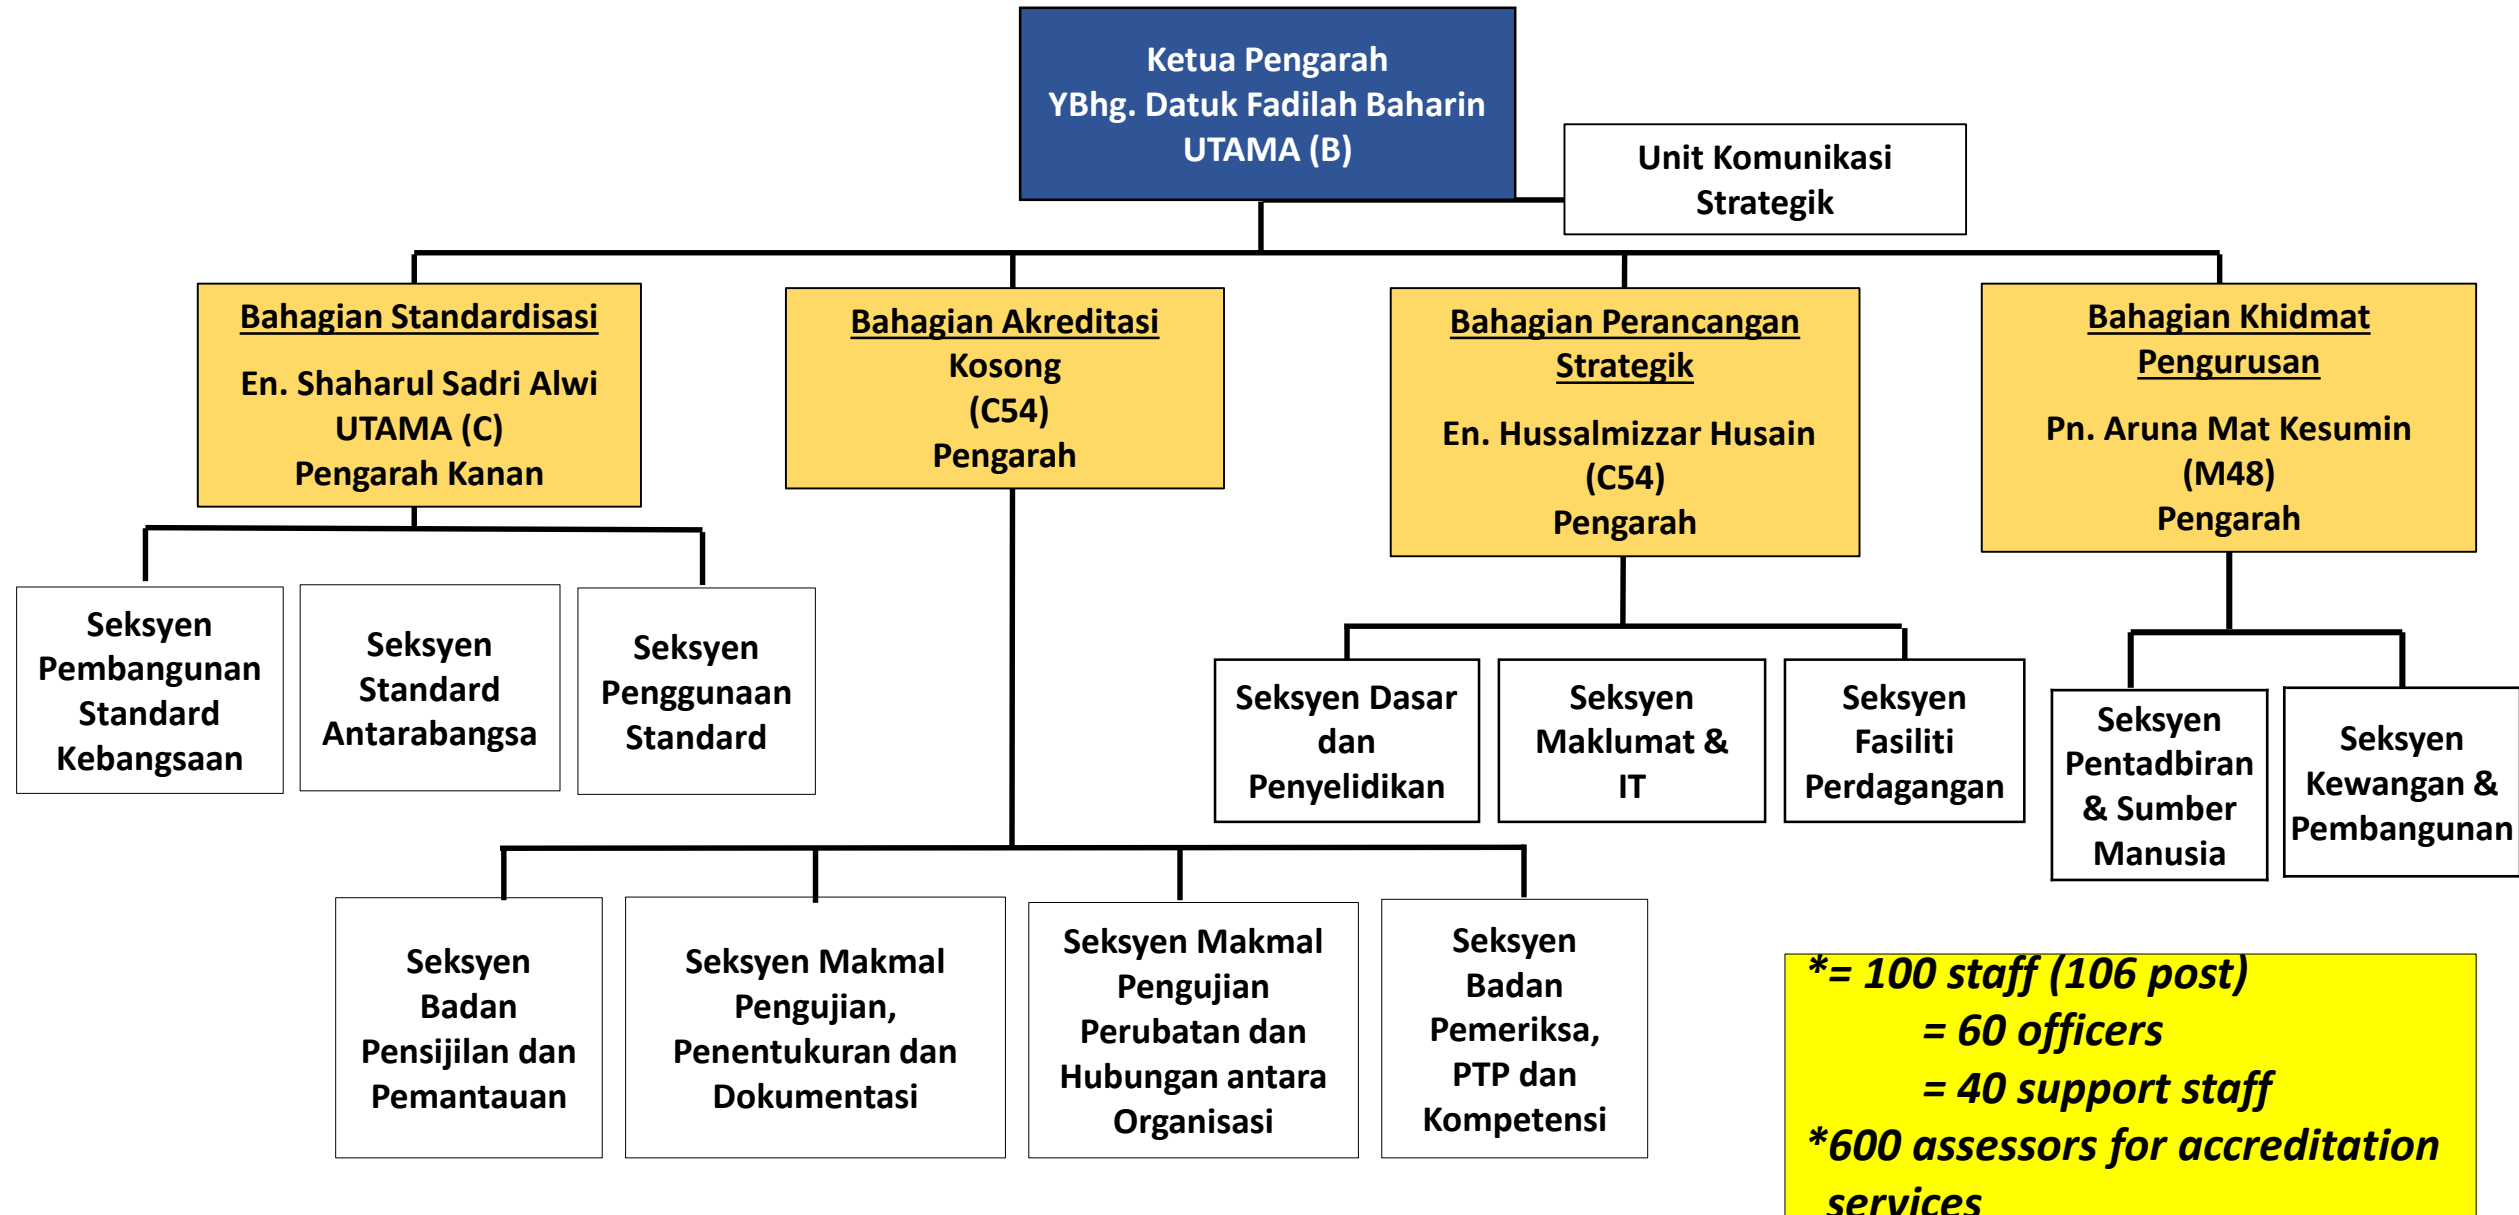 Ketua Pengarah
YBhg. Datuk Fadilah Baharin
UTAMA (B)
Unit Komunikasi
Strategik
Bahagian Standardisasi
En. Shaharul Sadri Alwi
UTAMA (C)
Pengarah Kanan
Bahagian Akreditasi
Kosong
(C54)
Pengarah
Bahagian Perancangan
Strategik
En. Hussalmizzar Husain
(C54)
Pengarah
Bahagian Khidmat
Pengurusan
Pn. Aruna Mat Kesumin
(M48)
Pengarah
Seksyen
Pembangunan
Standard
Kebangsaan
Seksyen
Standard
Antarabangsa
Seksyen
Penggunaan
Standard
Seksyen Dasar
dan
Penyelidikan
Seksyen
Maklumat &
IT
Seksyen
Fasiliti
Perdagangan
Seksyen
Pentadbiran
& Sumber
Manusia
Seksyen
Kewangan &
Pembangunan
Seksyen
Badan
Pensijilan dan
Pemantauan
Seksyen Makmal
Pengujian,
Penentukuran dan
Dokumentasi
Seksyen Makmal
Pengujian
Perubatan dan
Hubungan antara
Organisasi
Seksyen
Badan
Pemeriksa,
PTP dan
Kompetensi
*= 100 staff (106 post)
= 60 officers
= 40 support staff
*600 assessors for accreditation
services